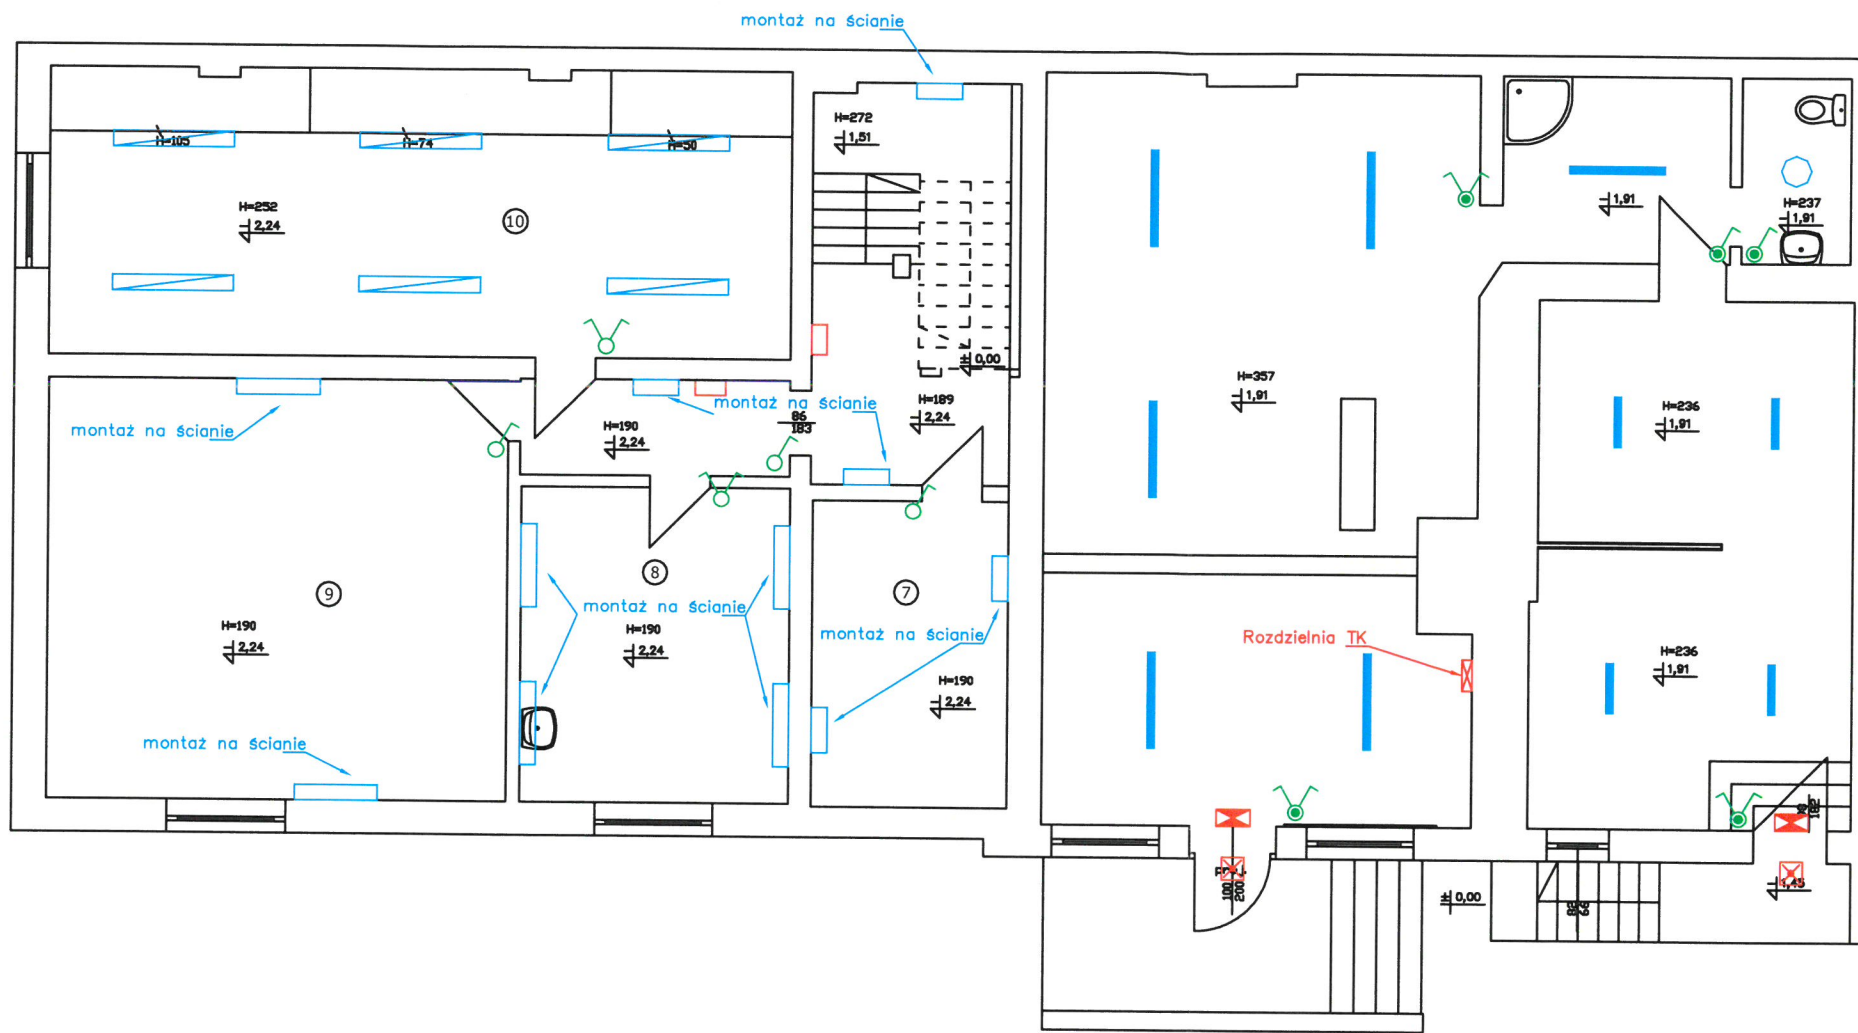 montaż na ścianie
H=105
H=74
H=50
H=272
1,51
H=252
2,24
10
1,91
H=237
1,91
± 0,00
H=357
1,91
H=236
1,91
montaż na ścianie
montaż na ścianie
H=190
2,24
86
183
H=189
2,24
9
8
7
montaż na ścianie
montaż na ścianie
H=190
2,24
H=190
2,24
H=190
2,24
Rozdzielnia TK
H=236
1,91
montaż na ścianie
182
100
200
± 0,00
1,45